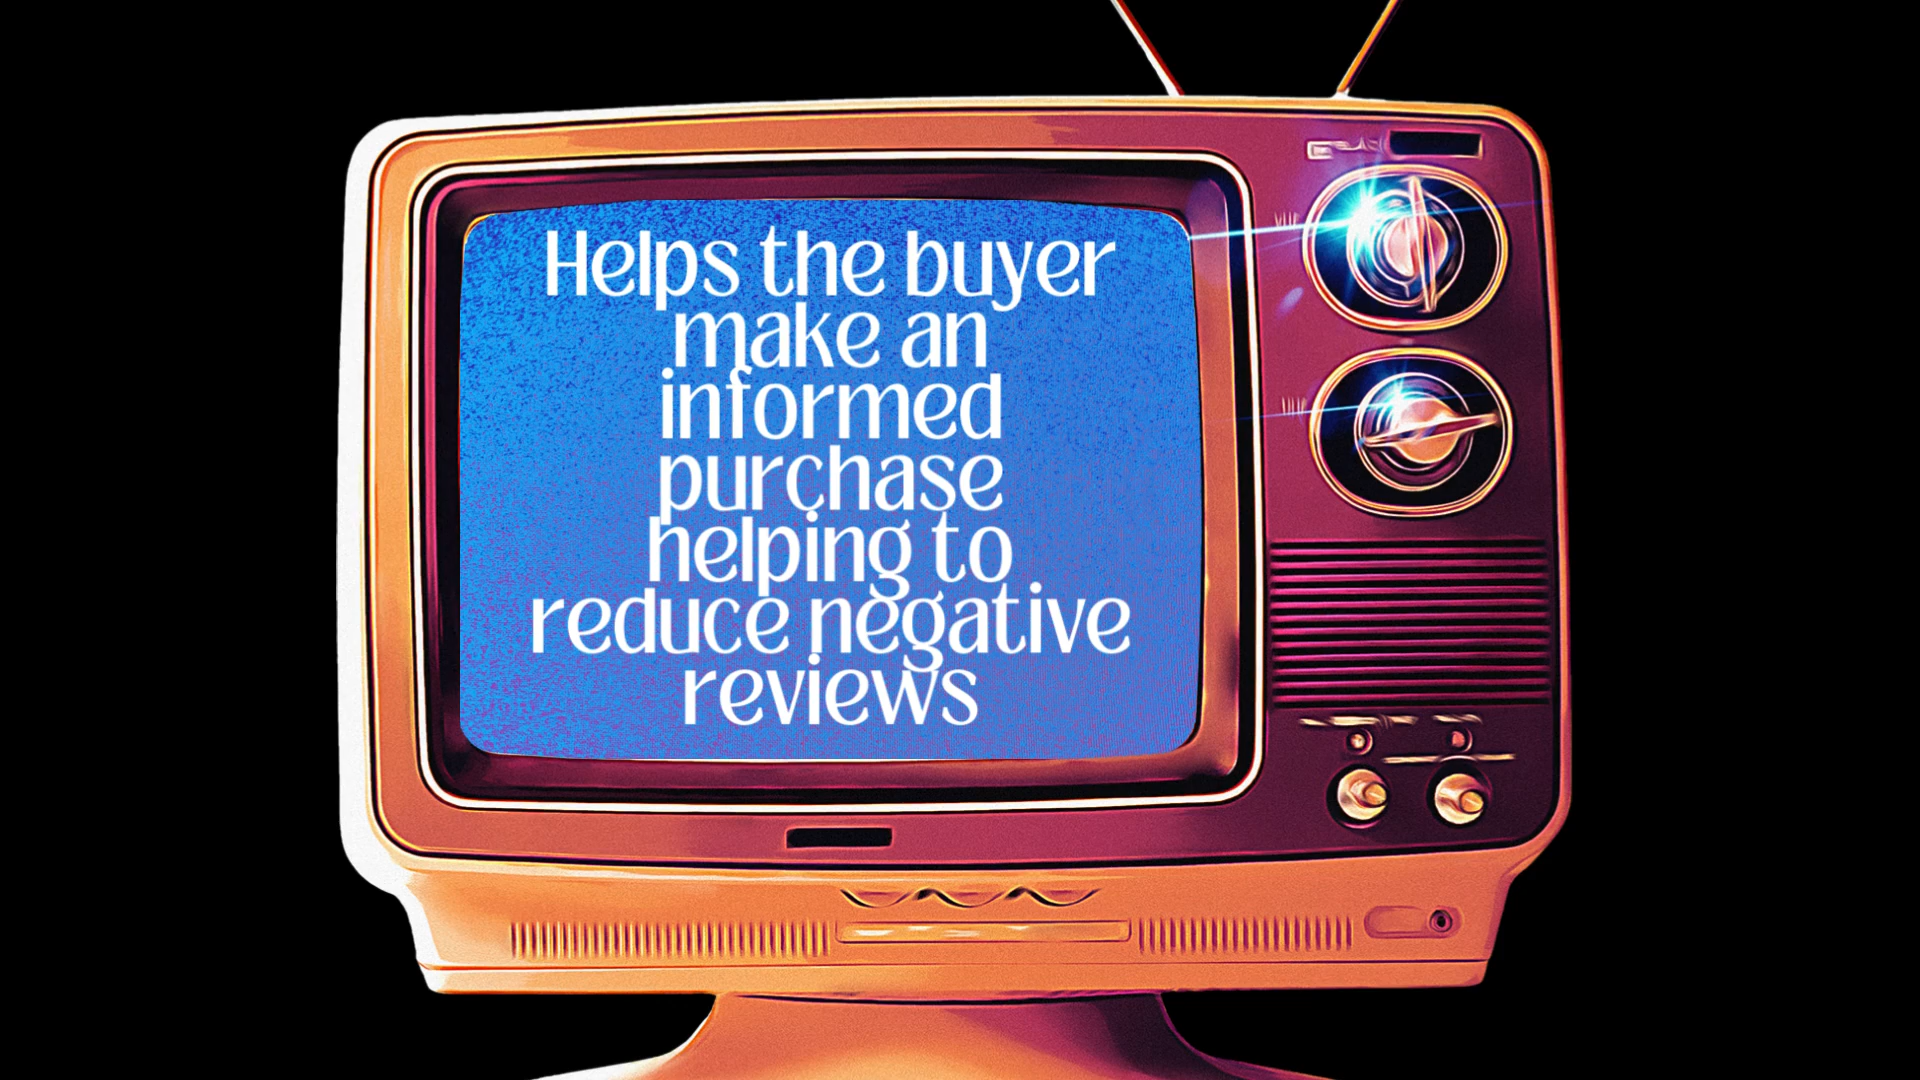 Helps the buyer
make an
informed
purchase
helping to
reduce negative
reviews